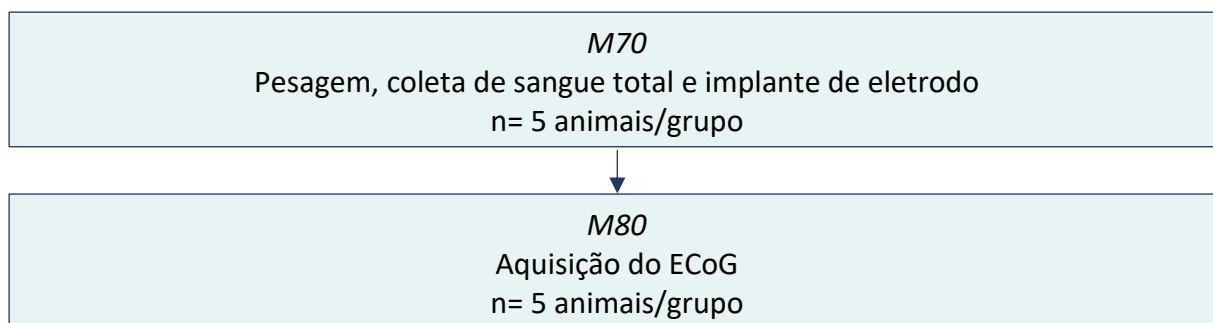 M70
Pesagem, coleta de sangue total e implante de eletrodo
n= 5 animais/grupo
M80
Aquisição do ECoG
n= 5 animais/grupo